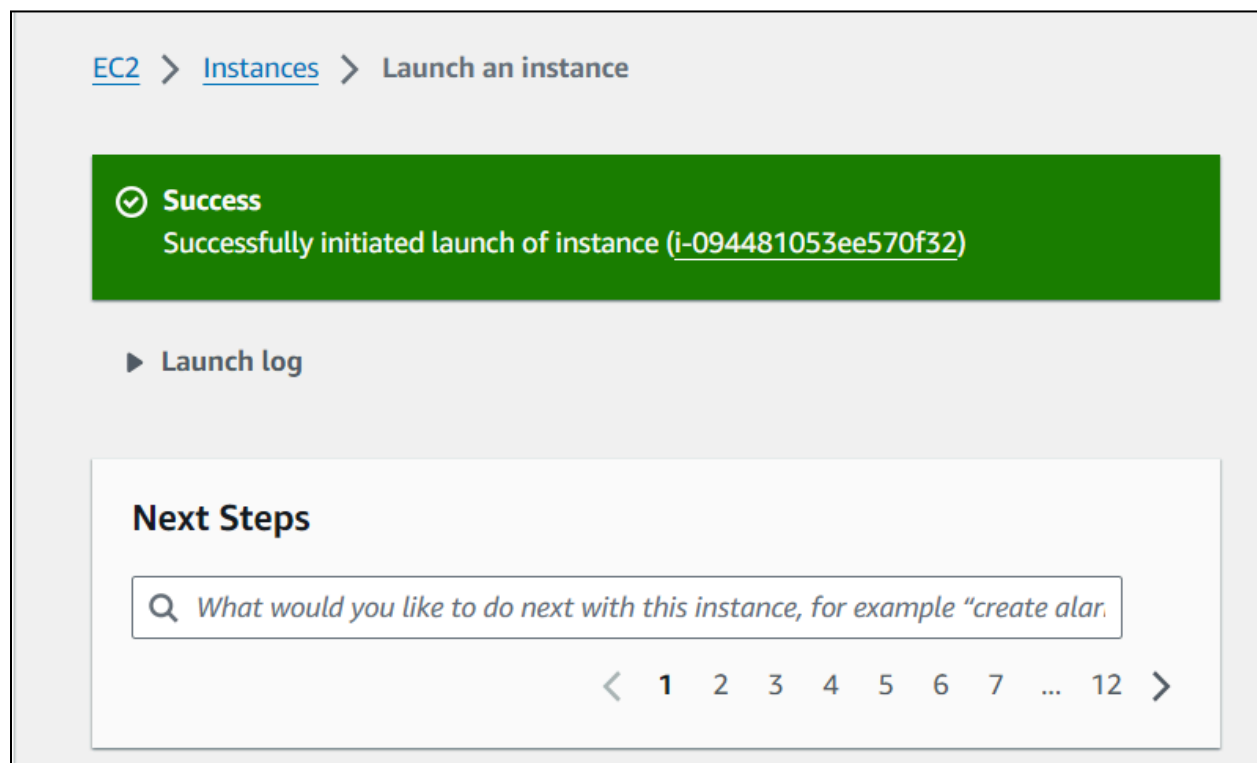 EC2 > Instances > Launch an instance
Success
Successfully initiated launch of instance (i-094481053ee570f32)
Launch log
Next Steps
What would you like to do next with this instance, for example “create alar
1 2 3 4 5 6 7 ... 12